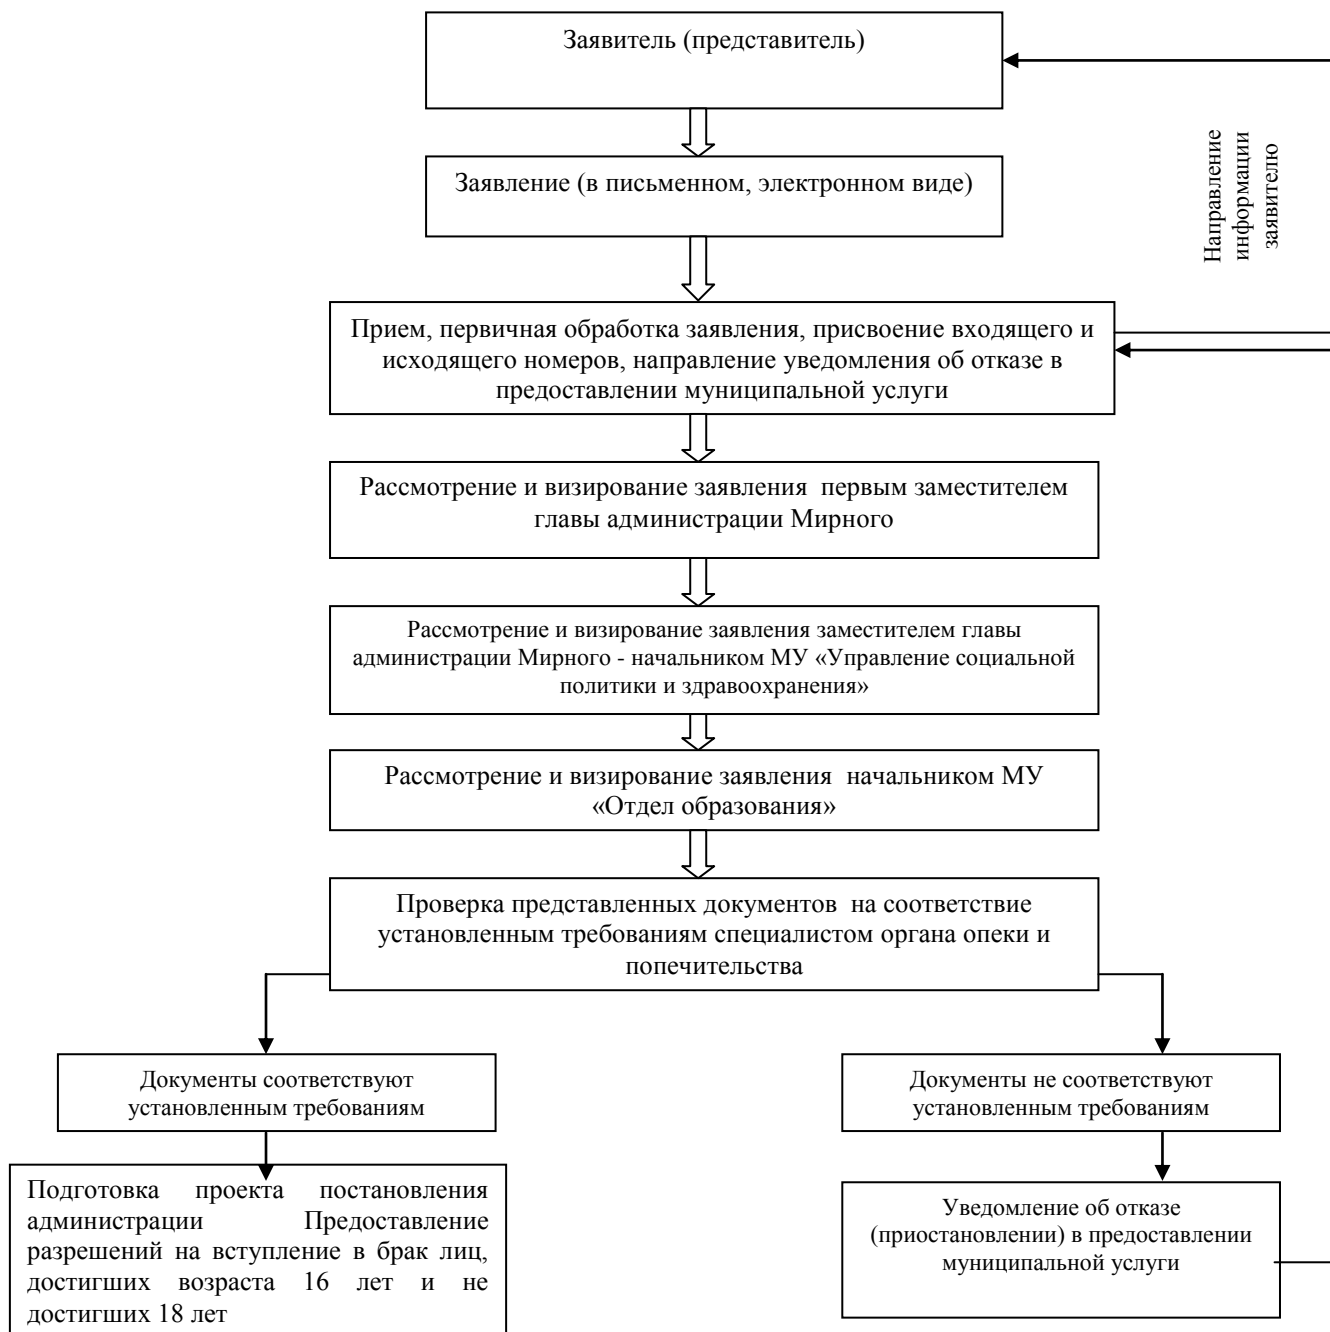 Заявитель (представитель)
Заявление (в письменном, электронном виде)
Направление
информации
заявителю
Прием, первичная обработка заявления, присвоение входящего и
исходящего номеров, направление уведомления об отказе в
предоставлении муниципальной услуги
Рассмотрение и визирование заявления первым заместителем
главы администрации Мирного
Рассмотрение и визирование заявления заместителем главы
администрации Мирного - начальником МУ «Управление социальной
политики и здравоохранения»
Рассмотрение и визирование заявления начальником МУ
«Отдел образования»
Проверка представленных документов на соответствие
установленным требованиям специалистом органа опеки и
попечительства
Документы соответствуют
установленным требованиям
Документы не соответствуют
установленным требованиям
Подготовка проекта постановления
администрации Предоставление
разрешений на вступление в брак лиц,
достигших возраста 16 лет и не
достигших 18 лет
Уведомление об отказе
(приостановлении) в предоставлении
муниципальной услуги